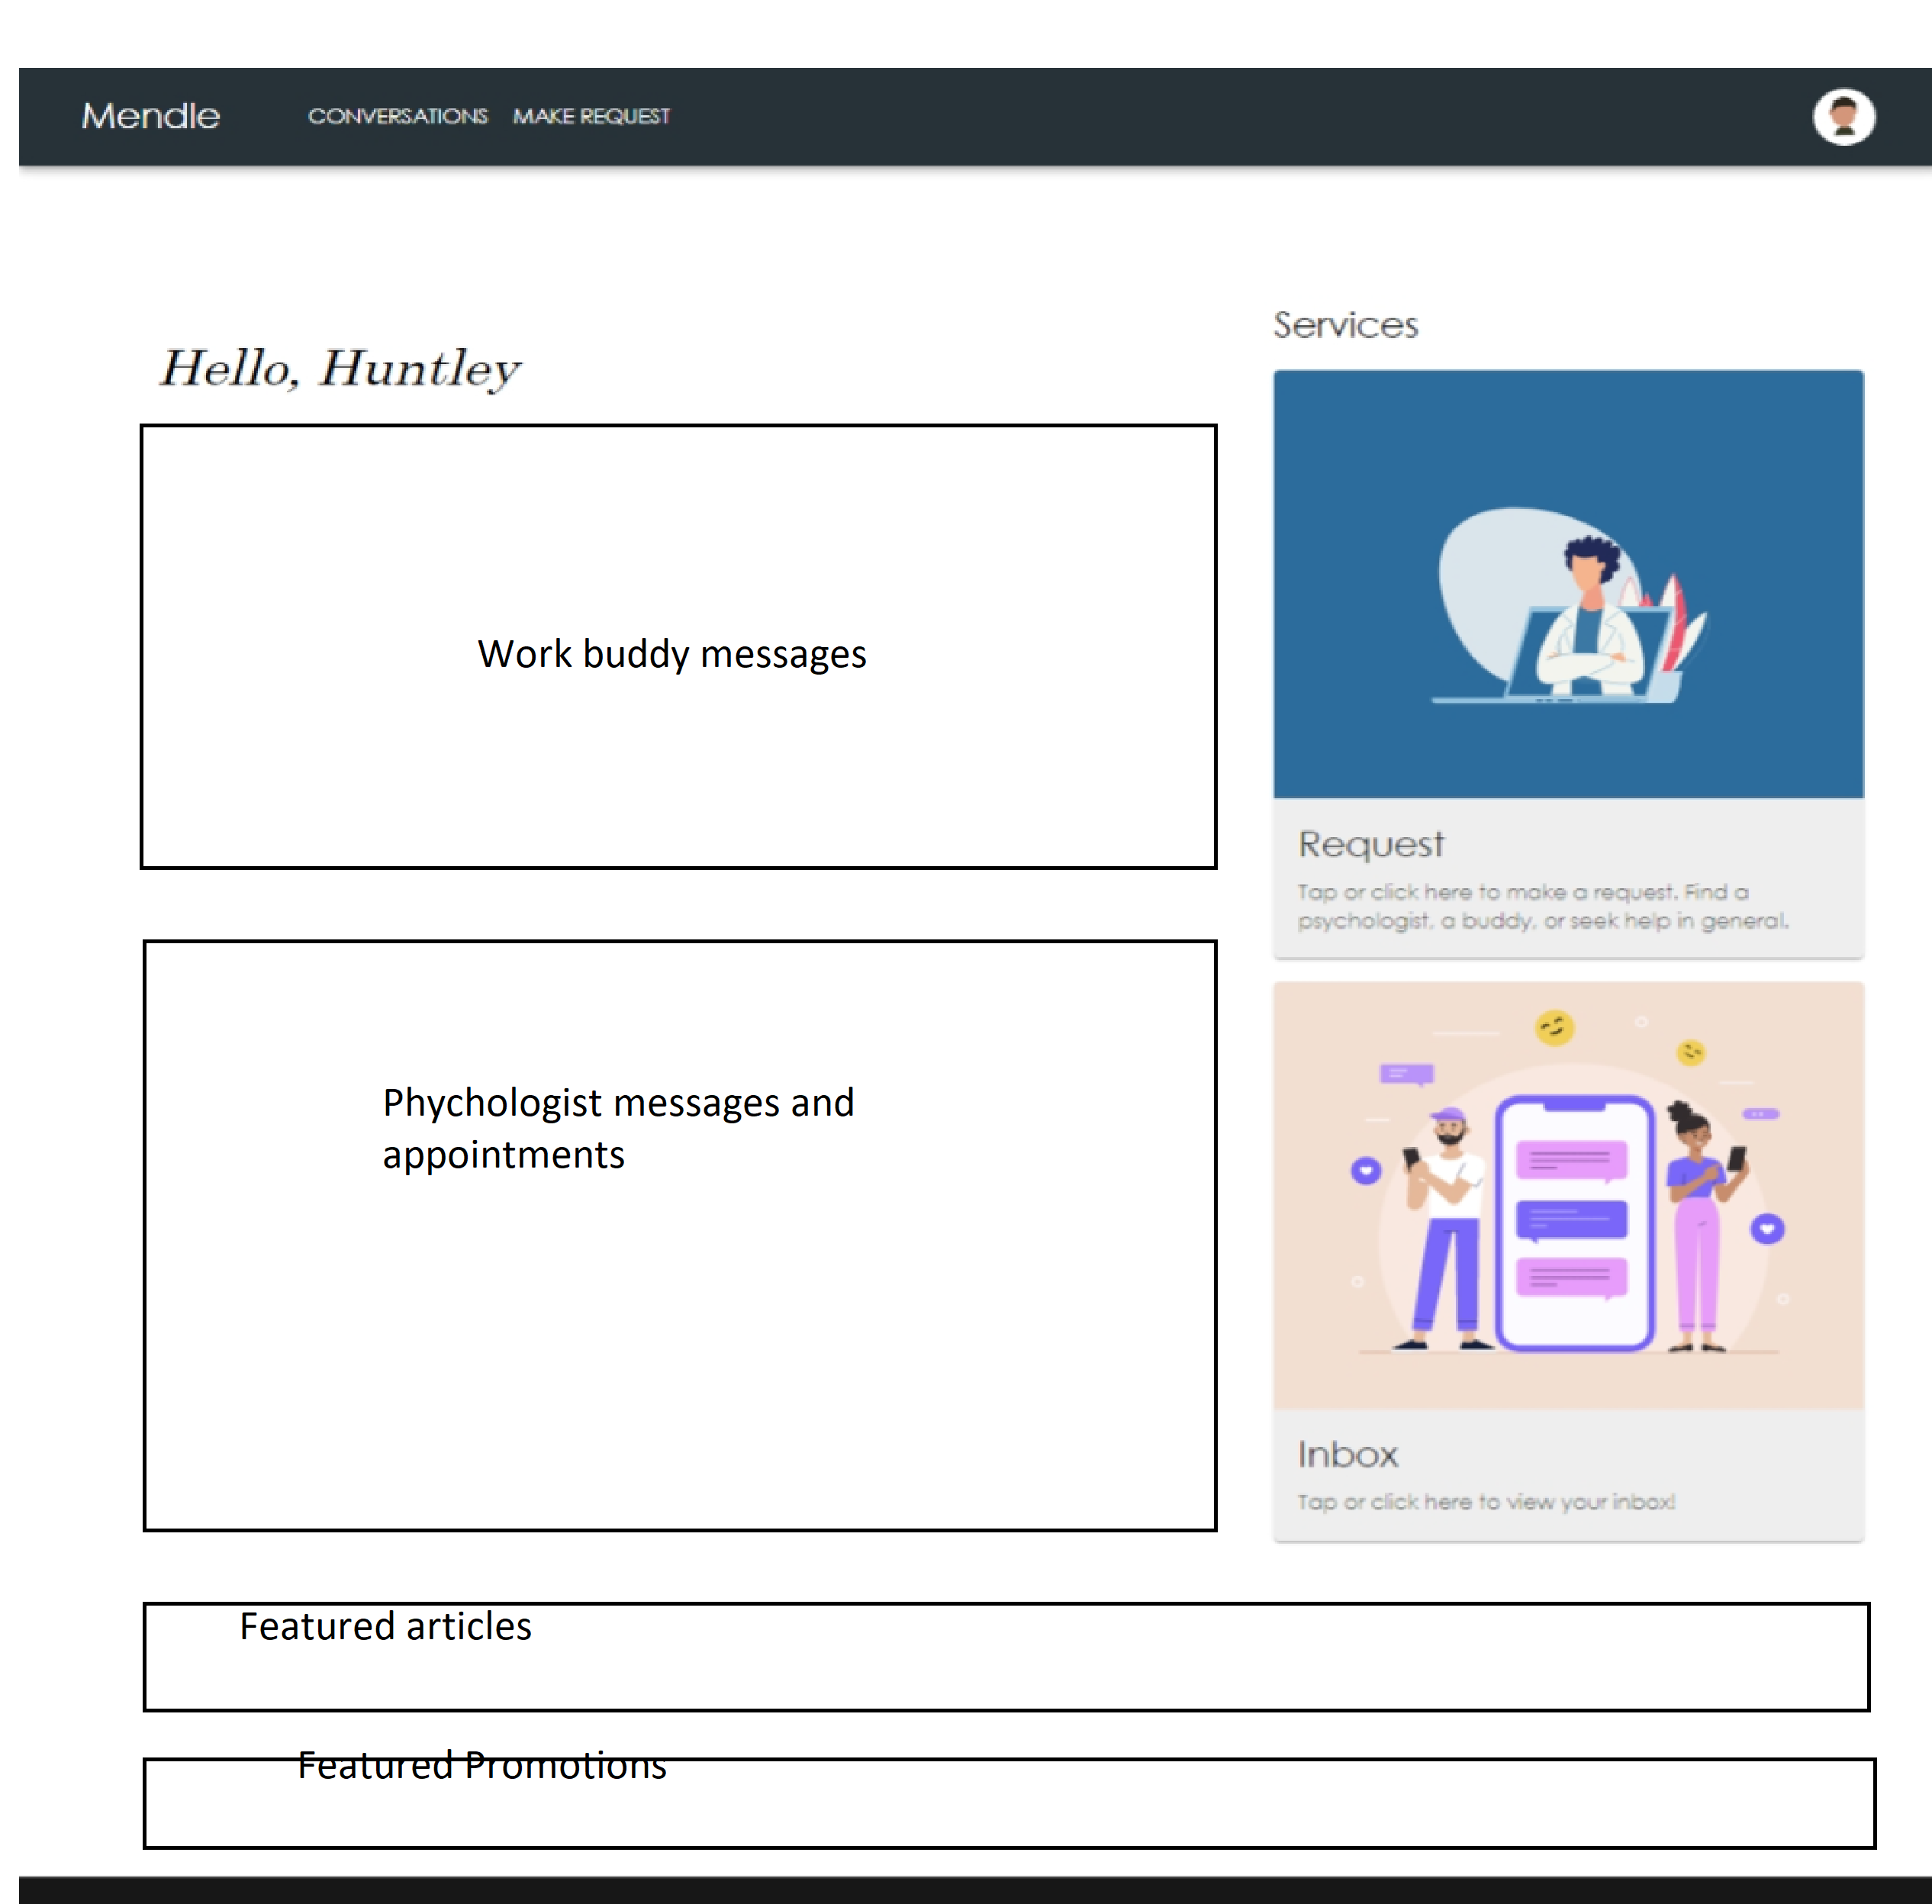 Mendle CONVERSATIONS MAKE REQUEST
Hello, Huntley
Work buddy messages
Phychologist messages and
appointments
Services
Request
Tap or click here to make a request. Find a
psychologist, a buddy, or seek help in general.
Inbox
Tap or click here to view your inbox!
Featured articles
Featured Promotions